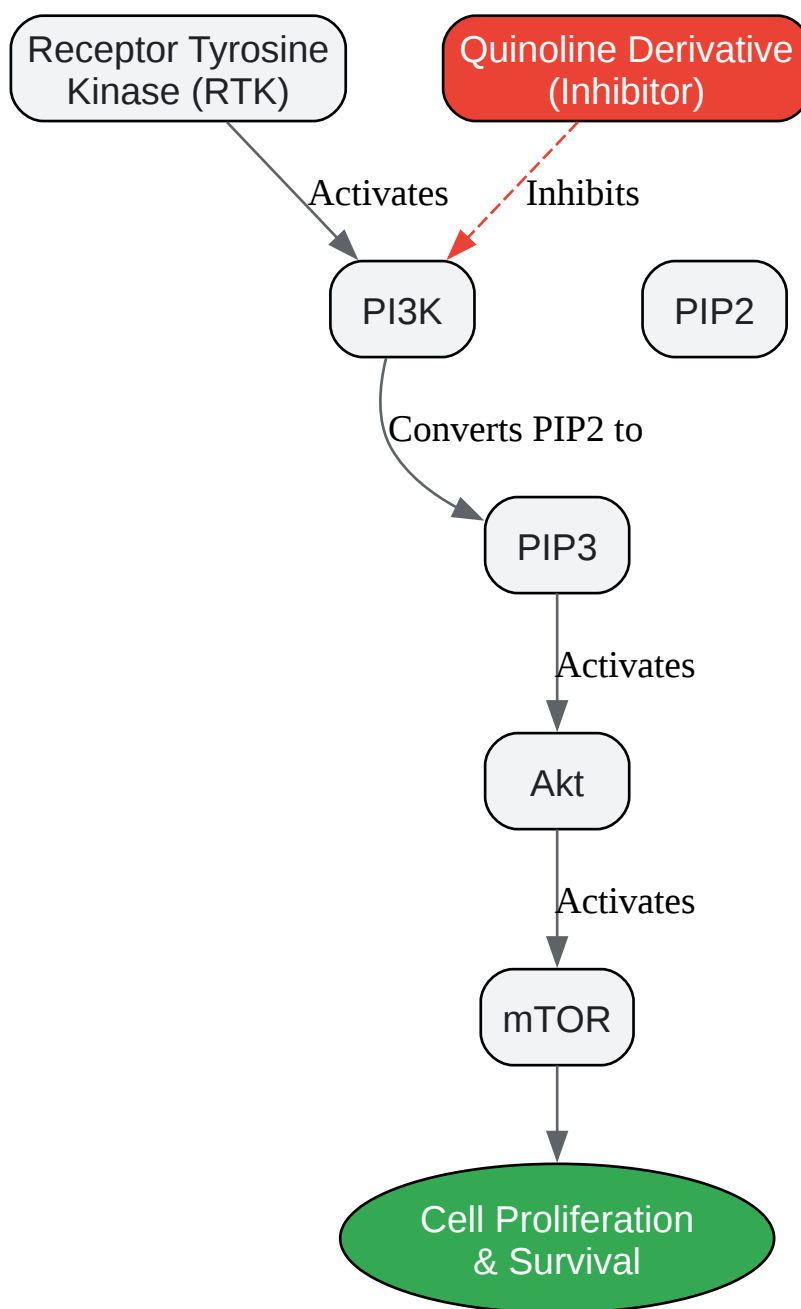 Receptor Tyrosine
Kinase (RTK)
Quinoline Derivative
(Inhibitor)
Activates
Inhibits
PI3K
PIP2
Converts PIP2 to
PIP3
Activates
Akt
Activates
mTOR
Cell Proliferation
& Survival